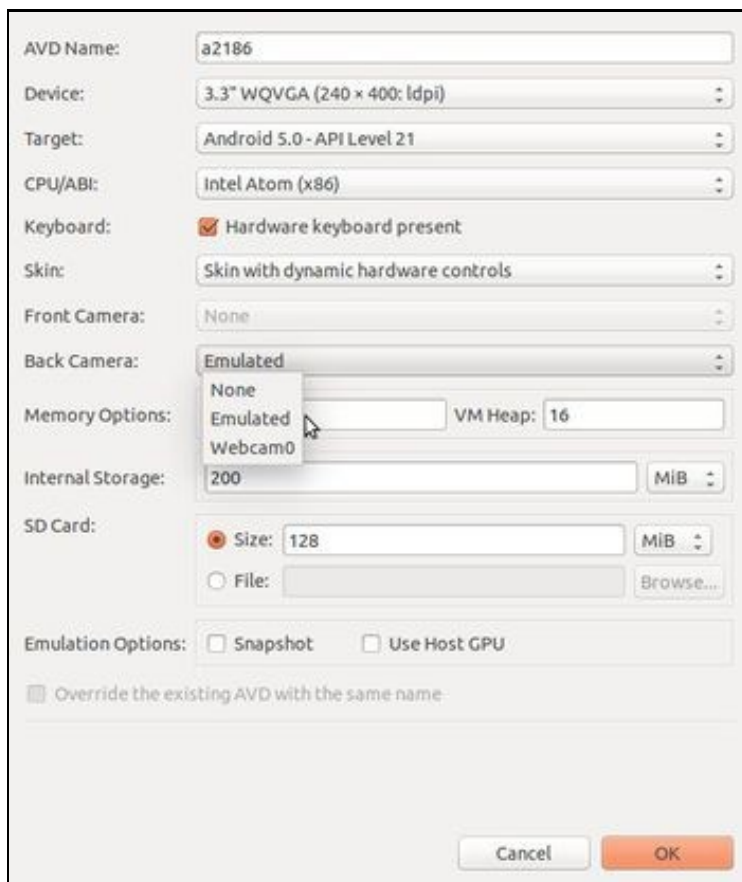 AVD Name: a2186
Device: 3.3" WQVGA (240 × 400: ldpi)
Target: Android 5.0 - API Level 21
CPU/ABI: Intel Atom (x86)
Keyboard: Hardware keyboard present
Skin: Skin with dynamic hardware controls
Front Camera: None
Back Camera: Emulated
None
Memory Options: Emulated VM Heap: 16
Webcam0
Internal Storage: 200 MiB
SD Card:
Size: 128 MiB
File: Browse...
Emulation Options: Snapshot Use Host GPU
Override the existing AVD with the same name
Cancel OK